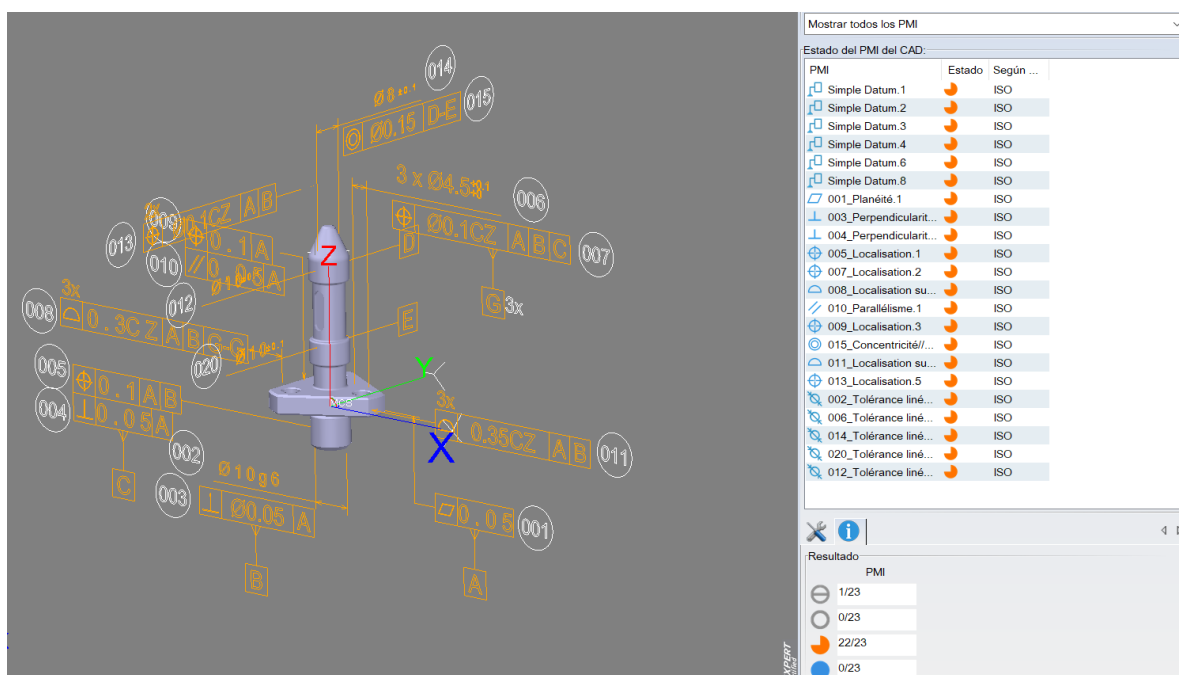 Mostrar todos los PMI
Estado del PMI del CAD:
PMI Estado Según ...
Simple Datum.1 ISO
Simple Datum.2 ISO
Simple Datum.3 ISO
Simple Datum.4 ISO
Simple Datum.6 ISO
Simple Datum.8 ISO
001_Planéité.1 ISO
003_Perpendicularit... ISO
004_Perpendicularit... ISO
005_Localisation.1 ISO
007_Localisation.2 ISO
008_Localisation su... ISO
010_Parallélisme.1 ISO
009_Localisation.3 ISO
015_Concentricité//... ISO
011_Localisation su... ISO
013_Localisation.5 ISO
002_Tolérance liné... ISO
006_Tolérance liné... ISO
014_Tolérance liné... ISO
020_Tolérance liné... ISO
012_Tolérance liné... ISO
Resultado
PMI
1/23
0/23
22/23
0/23
014
Ø8
015
Ø0.15 D-E
3 x Ø4.5
006
Ø0.1CZ A B C
007
G 3x
D
E
009
0.1CZ A B
013
0.1 A
010
012
3x
008
0.3CZ A B C-G
Ø10
020
005
0.1 A B
004
0.05 A
002
C
Ø10g6
003
Ø0.05 A
B
Z
Y
X
3x
0.35CZ A B
011
0.05
001
A